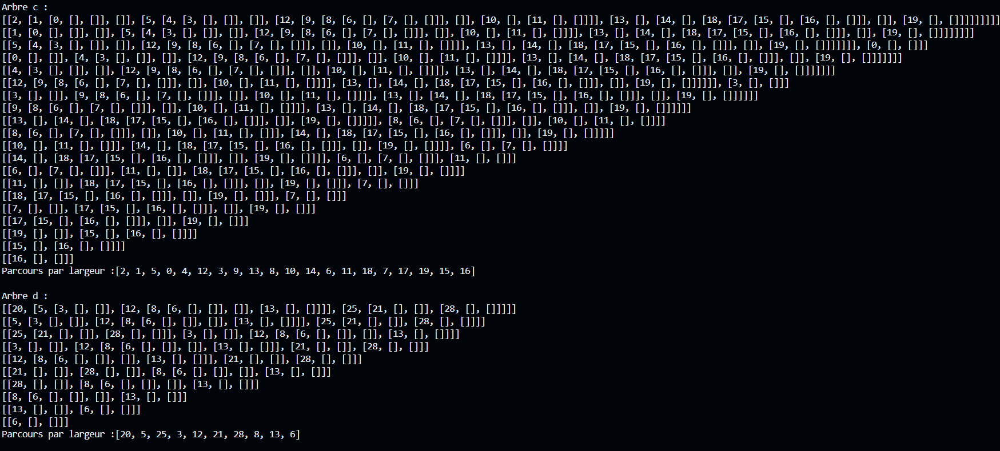 Arbre c :
[[2, [1, [0, [], []], []], [5, [4, [3, [], []], []], [12, [9, [8, [6, [], [7, [], []]], []], [10, [], [11, [], []]]], [13, [], [14, [], [18, [17, [15, [], [16, [], []]], []], [19, [], []]]]]]]]]
[[1, [0, [], []], []], [5, [4, [3, [], []], []], [12, [9, [8, [6, [], [7, [], []]], []], [10, [], [11, [], []]]], [13, [], [14, [], [18, [17, [15, [], [16, [], []]], []], [19, [], []]]]]]]]
[[5, [4, [3, [], []], []], [12, [9, [8, [6, [], [7, [], []]], []], [10, [], [11, [], []]]], [13, [], [14, [], [18, [17, [15, [], [16, [], []]], []], [19, [], []]]]]]], [0, [], []]]
[[0, [], []], [4, [3, [], []], []], [12, [9, [8, [6, [], [7, [], []]], []], [10, [], [11, [], []]]], [13, [], [14, [], [18, [17, [15, [], [16, [], []]], []], [19, [], []]]]]]]
[[4, [3, [], []], []], [12, [9, [8, [6, [], [7, [], []]], []], [10, [], [11, [], []]]], [13, [], [14, [], [18, [17, [15, [], [16, [], []]], []], [19, [], []]]]]]]
[[12, [9, [8, [6, [], [7, [], []]], []], [10, [], [11, [], []]]], [13, [], [14, [], [18, [17, [15, [], [16, [], []]], []], [19, [], []]]]]], [3, [], []]]
[[3, [], []], [9, [8, [6, [], [7, [], []]], []], [10, [], [11, [], []]]], [13, [], [14, [], [18, [17, [15, [], [16, [], []]], []], [19, [], []]]]]]
[[9, [8, [6, [], [7, [], []]], []], [10, [], [11, [], []]]], [13, [], [14, [], [18, [17, [15, [], [16, [], []]], []], [19, [], []]]]]]
[[13, [], [14, [], [18, [17, [15, [], [16, [], []]], []], [19, [], []]]]], [8, [6, [], [7, [], []]], []], [10, [], [11, [], []]]]
[[8, [6, [], [7, [], []]], []], [10, [], [11, [], []]], [14, [], [18, [17, [15, [], [16, [], []]], []], [19, [], []]]]]
[[10, [], [11, [], []]], [14, [], [18, [17, [15, [], [16, [], []]], []], [19, [], []]]], [6, [], [7, [], []]]]
[[14, [], [18, [17, [15, [], [16, [], []]], []], [19, [], []]]], [6, [], [7, [], []]], [11, [], []]]
[[6, [], [7, [], []]], [11, [], []], [18, [17, [15, [], [16, [], []]], []], [19, [], []]]]
[[11, [], []], [18, [17, [15, [], [16, [], []]], []], [19, [], []]], [7, [], []]]
[[18, [17, [15, [], [16, [], []]], []], [19, [], []]], [7, [], []]]
[[7, [], []], [17, [15, [], [16, [], []]], []], [19, [], []]]
[[17, [15, [], [16, [], []]], []], [19, [], []]]
[[19, [], []], [15, [], [16, [], []]]]
[[15, [], [16, [], []]]]
[[16, [], []]]
Parcours par largeur :[2, 1, 5, 0, 4, 12, 3, 9, 13, 8, 10, 14, 6, 11, 18, 7, 17, 19, 15, 16]
Arbre d :
[[20, [5, [3, [], []], [12, [8, [6, [], []], []], [13, [], []]]], [25, [21, [], []], [28, [], []]]]]
[[5, [3, [], []], [12, [8, [6, [], []], []], [13, [], []]]], [25, [21, [], []], [28, [], []]]]
[[25, [21, [], []], [28, [], []]], [3, [], []], [12, [8, [6, [], []], []], [13, [], []]]]
[[3, [], []], [12, [8, [6, [], []], []], [13, [], []]], [21, [], []], [28, [], []]]
[[12, [8, [6, [], []], []], [13, [], []]], [21, [], []], [28, [], []]]
[[21, [], []], [28, [], []], [8, [6, [], []], []], [13, [], []]]
[[28, [], []], [8, [6, [], []], []], [13, [], []]]
[[8, [6, [], []], []], [13, [], []]]
[[13, [], []], [6, [], []]]
[[6, [], []]]
Parcours par largeur :[20, 5, 25, 3, 12, 21, 28, 8, 13, 6]